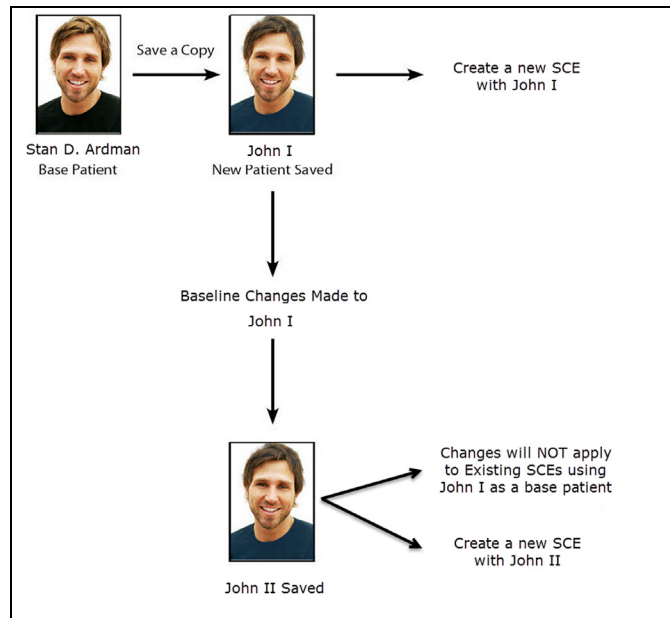 Save a Copy
Create a new SCE
with John I
Stan D. Ardman
Base Patient
John I
New Patient Saved
Baseline Changes Made to
John I
Changes will NOT apply
to Existing SCEs using
John I as a base patient
Create a new SCE
with John II
John II Saved